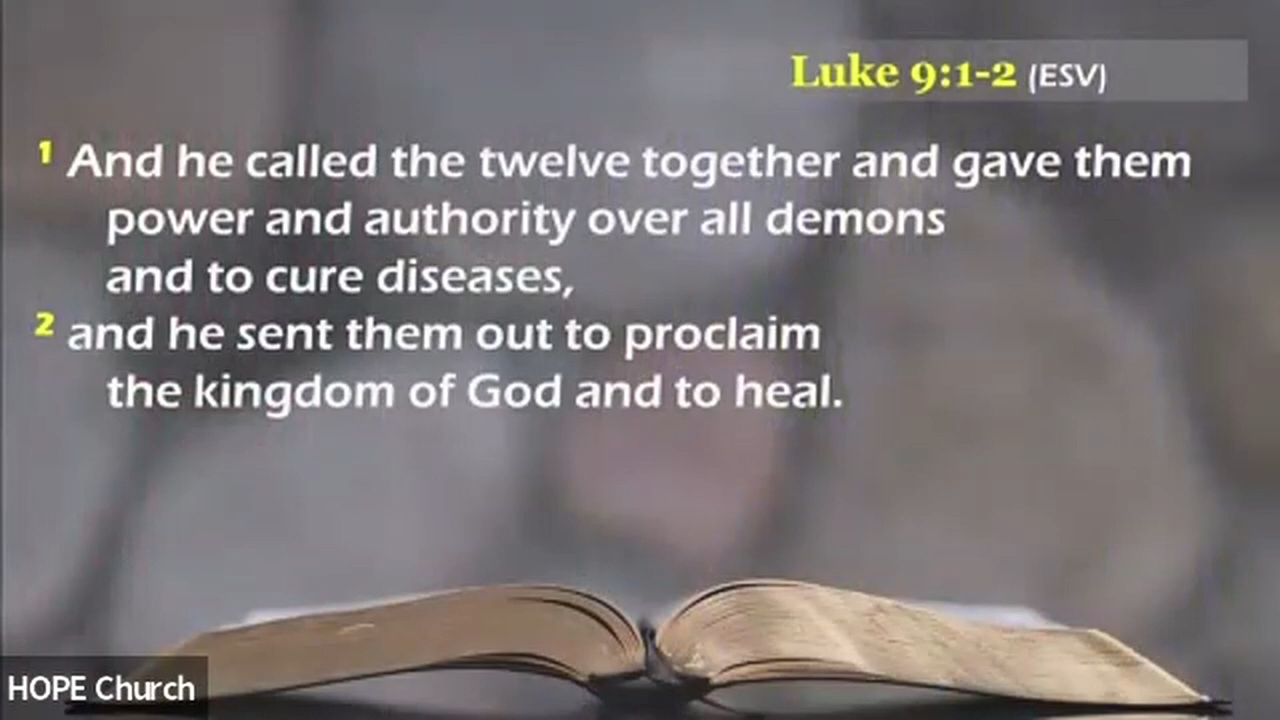 Luke 9:1-2 (ESV)
1 And he called the twelve together and gave them
power and authority over all demons
and to cure diseases,
2 and he sent them out to proclaim
the kingdom of God and to heal.
HOPE Church